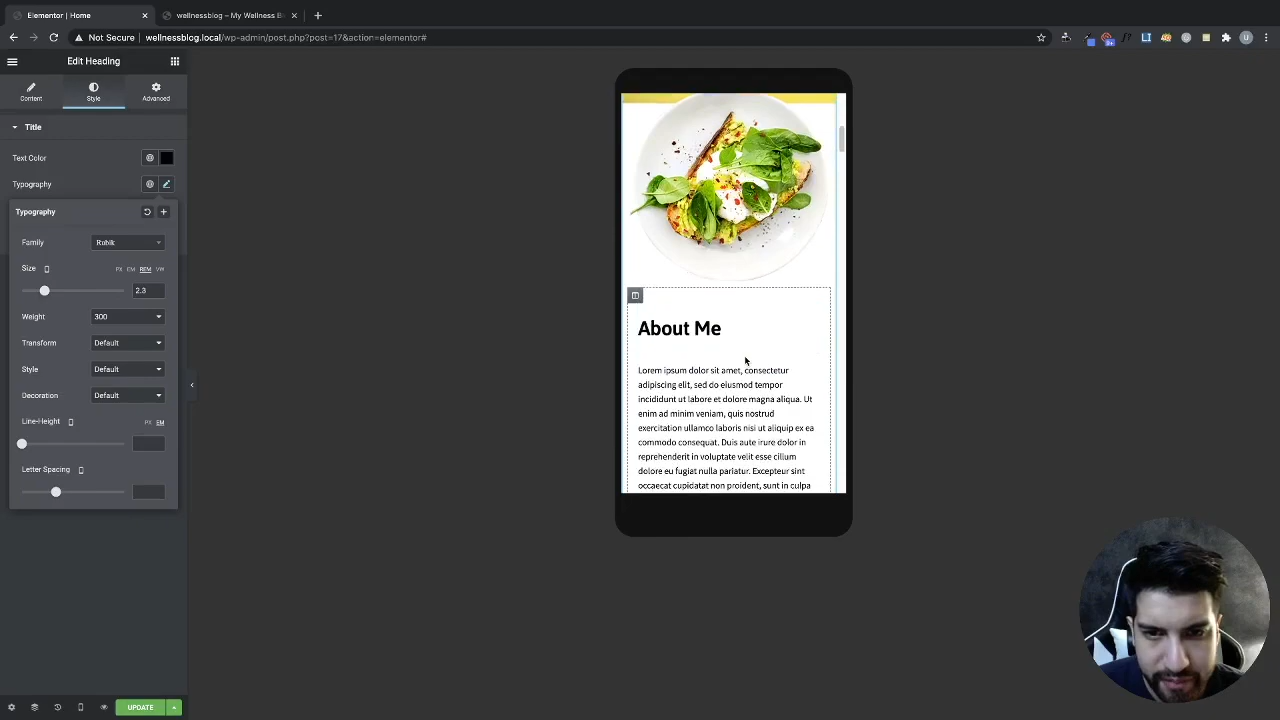 Elementor | Home
wellnessblog – My Wellness B
Not Secure
wellnessblog.local/wp-admin/post.php?post=17&action=elementor#
9+
f?
U
Edit Heading
Content
Style
Advanced
Title
Text Color
Typography
Typography
Family
Rubik
Size
PX EM REM VW
2.3
Weight
300
Transform
Default
Style
Default
Decoration
Default
Line-Height
PX EM
Letter Spacing
UPDATE
About Me
Lorem ipsum dolor sit amet, consectetur
adipiscing elit, sed do eiusmod tempor
incididunt ut labore et dolore magna aliqua. Ut
enim ad minim veniam, quis nostrud
exercitation ullamco laboris nisi ut aliquip ex ea
commodo consequat. Duis aute irure dolor in
reprehenderit in voluptate velit esse cillum
dolore eu fugiat nulla pariatur. Excepteur sint
occaecat cupidatat non proident, sunt in culpa